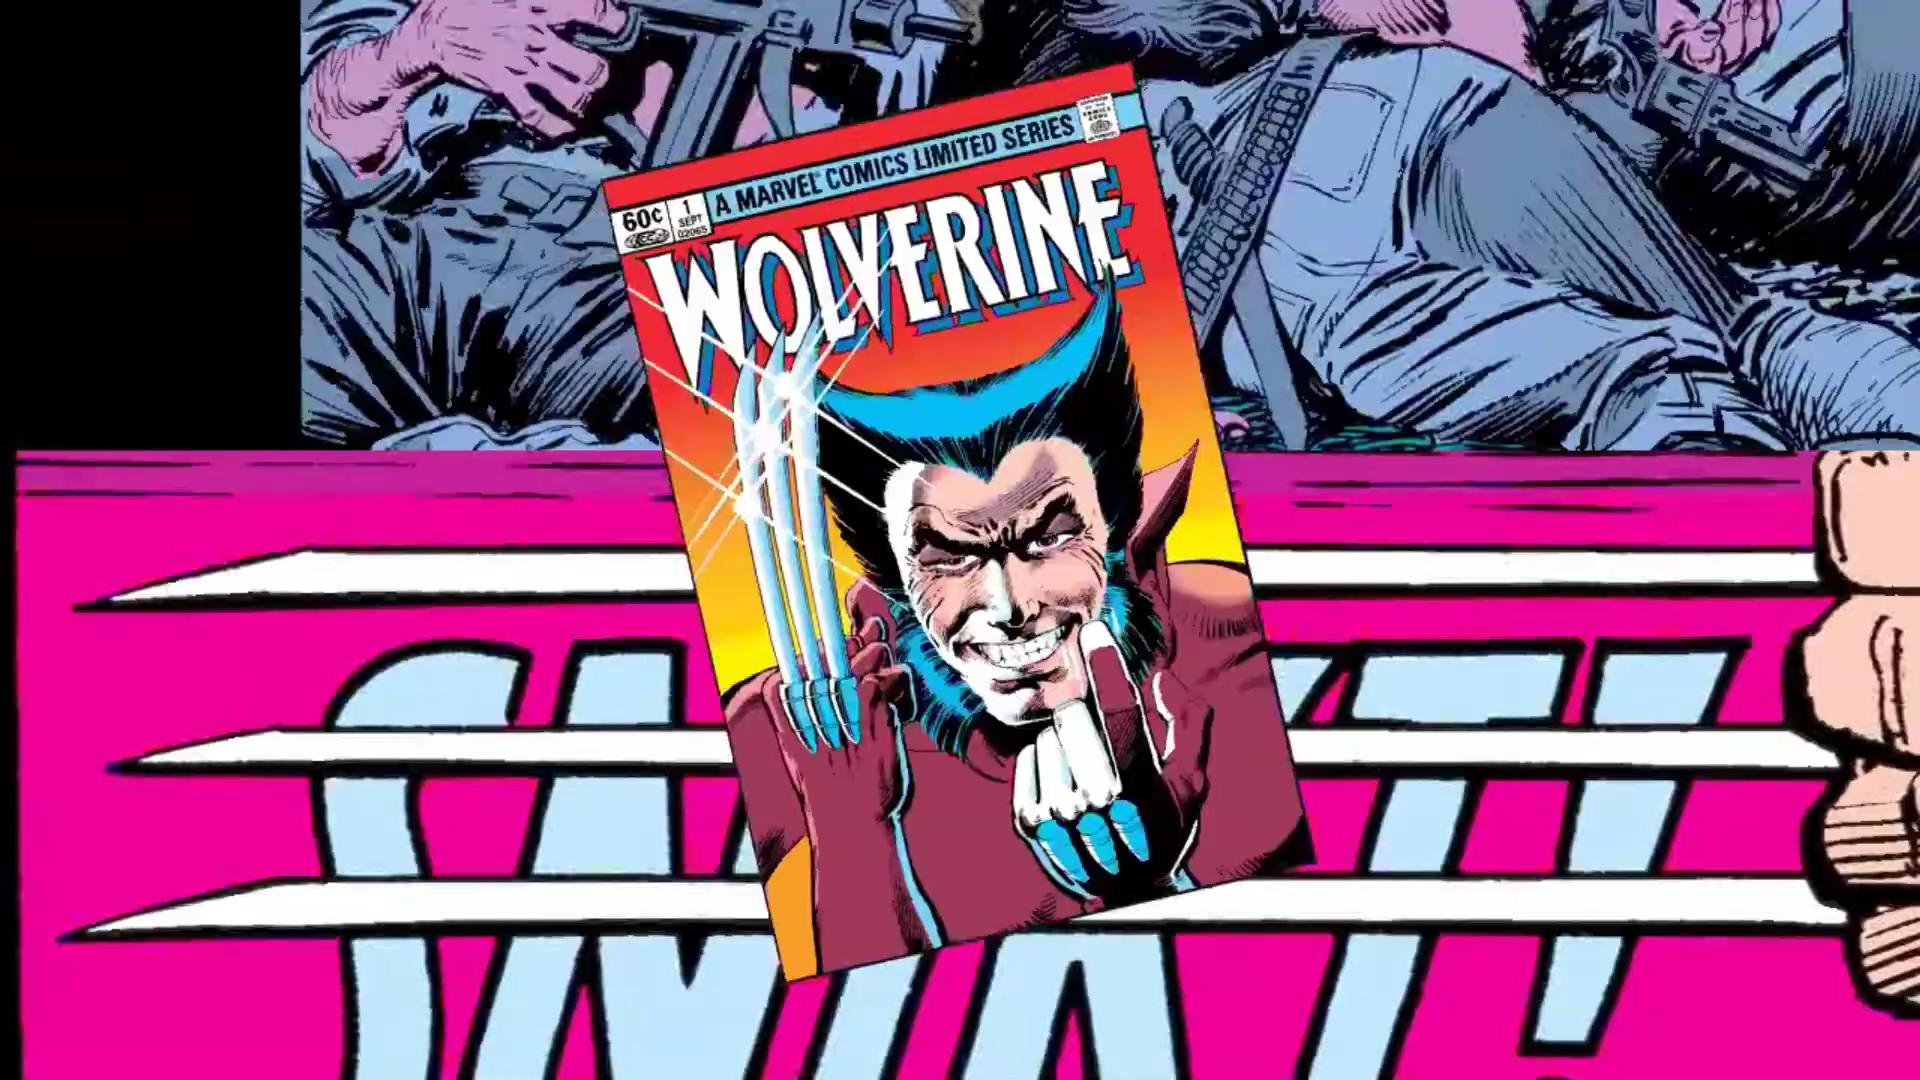 A MARVEL COMICS LIMITED SERIES
60¢
1
SEPT
02065
WOLVERINE